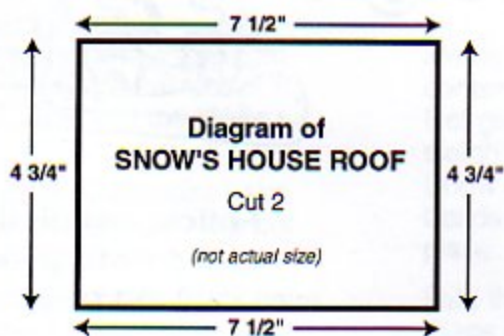 7 1/2"
Diagram of
SNOW'S HOUSE ROOF
4 3/4"
4 3/4"
Cut 2
(not actual size)
7 1/2"